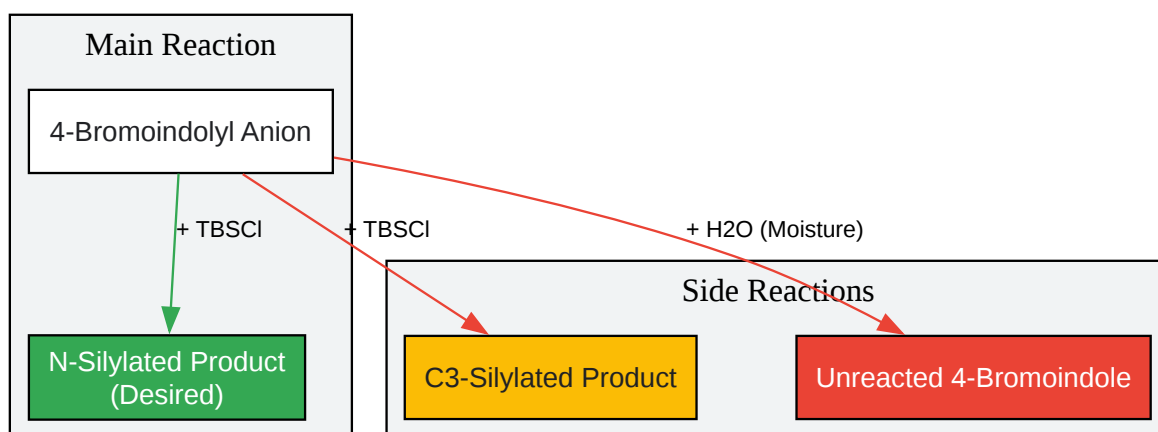 Main Reaction
4-Bromoindolyl Anion
+ TBSCl
+ TBSCl
+ H2O (Moisture)
Side Reactions
N-Silylated Product
(Desired)
C3-Silylated Product
Unreacted 4-Bromoindole